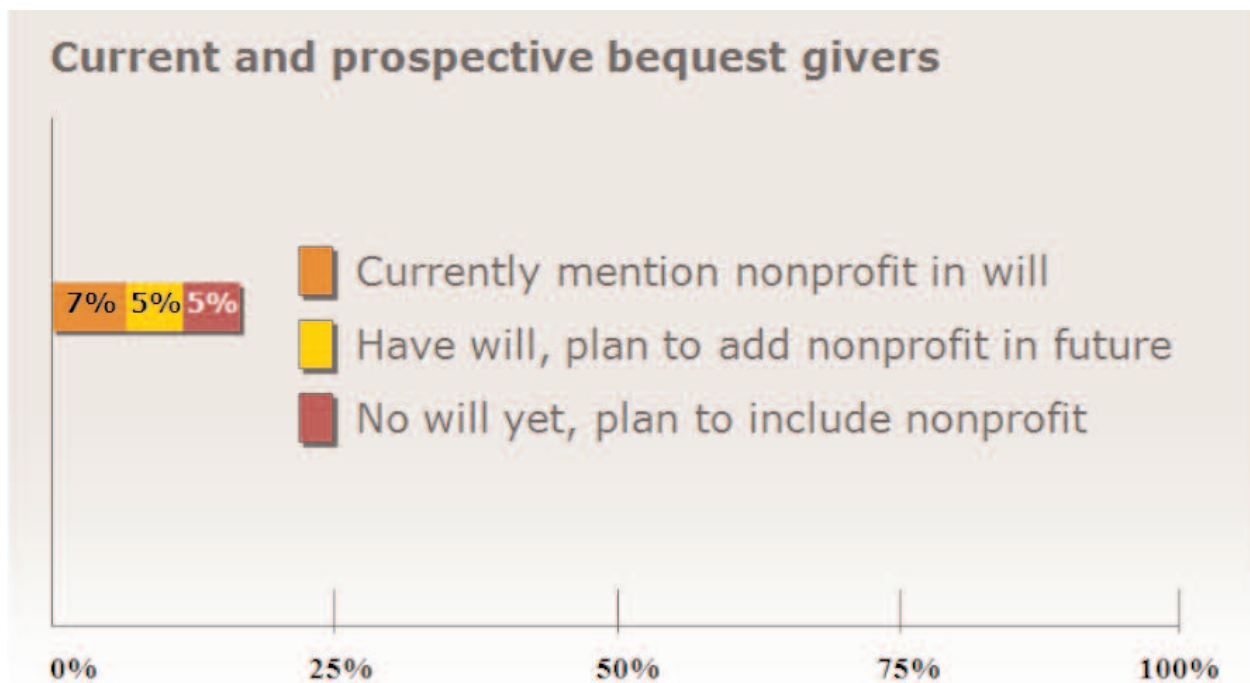 Current and prospective bequest givers
Currently mention nonprofit in will
7% 5% 5%
Have will, plan to add nonprofit in future
No will yet, plan to include nonprofit
0% 25% 50% 75% 100%